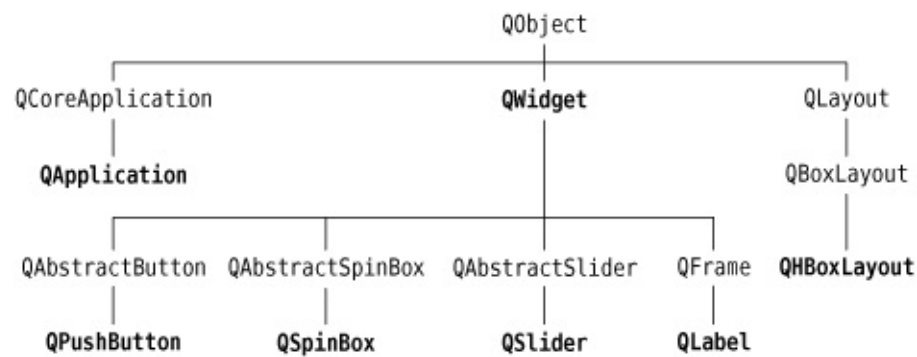 QObject
QCoreApplication QWidget QLayout
QApplication QBoxLayout
QAbstractButton QAbstractSpinBox QAbstractSlider QFrame QHBoxLayout
QPushButton QSpinBox QSlider QLabel